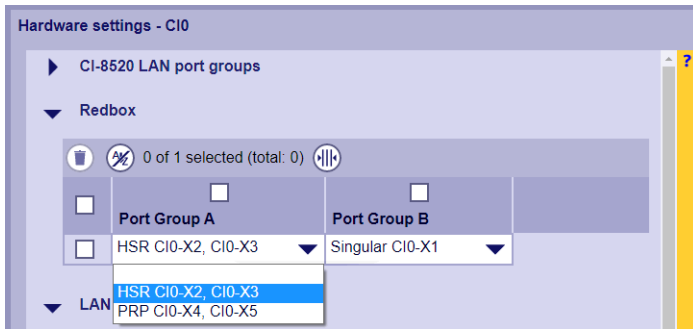 Hardware settings - CI0
CI-8520 LAN port groups
?
Redbox
0 of 1 selected (total: 0)
Port Group A Port Group B
HSR CI0-X2, CI0-X3 Singular CI0-X1
HSR CI0-X2, CI0-X3
LAN
PRP CI0-X4, CI0-X5